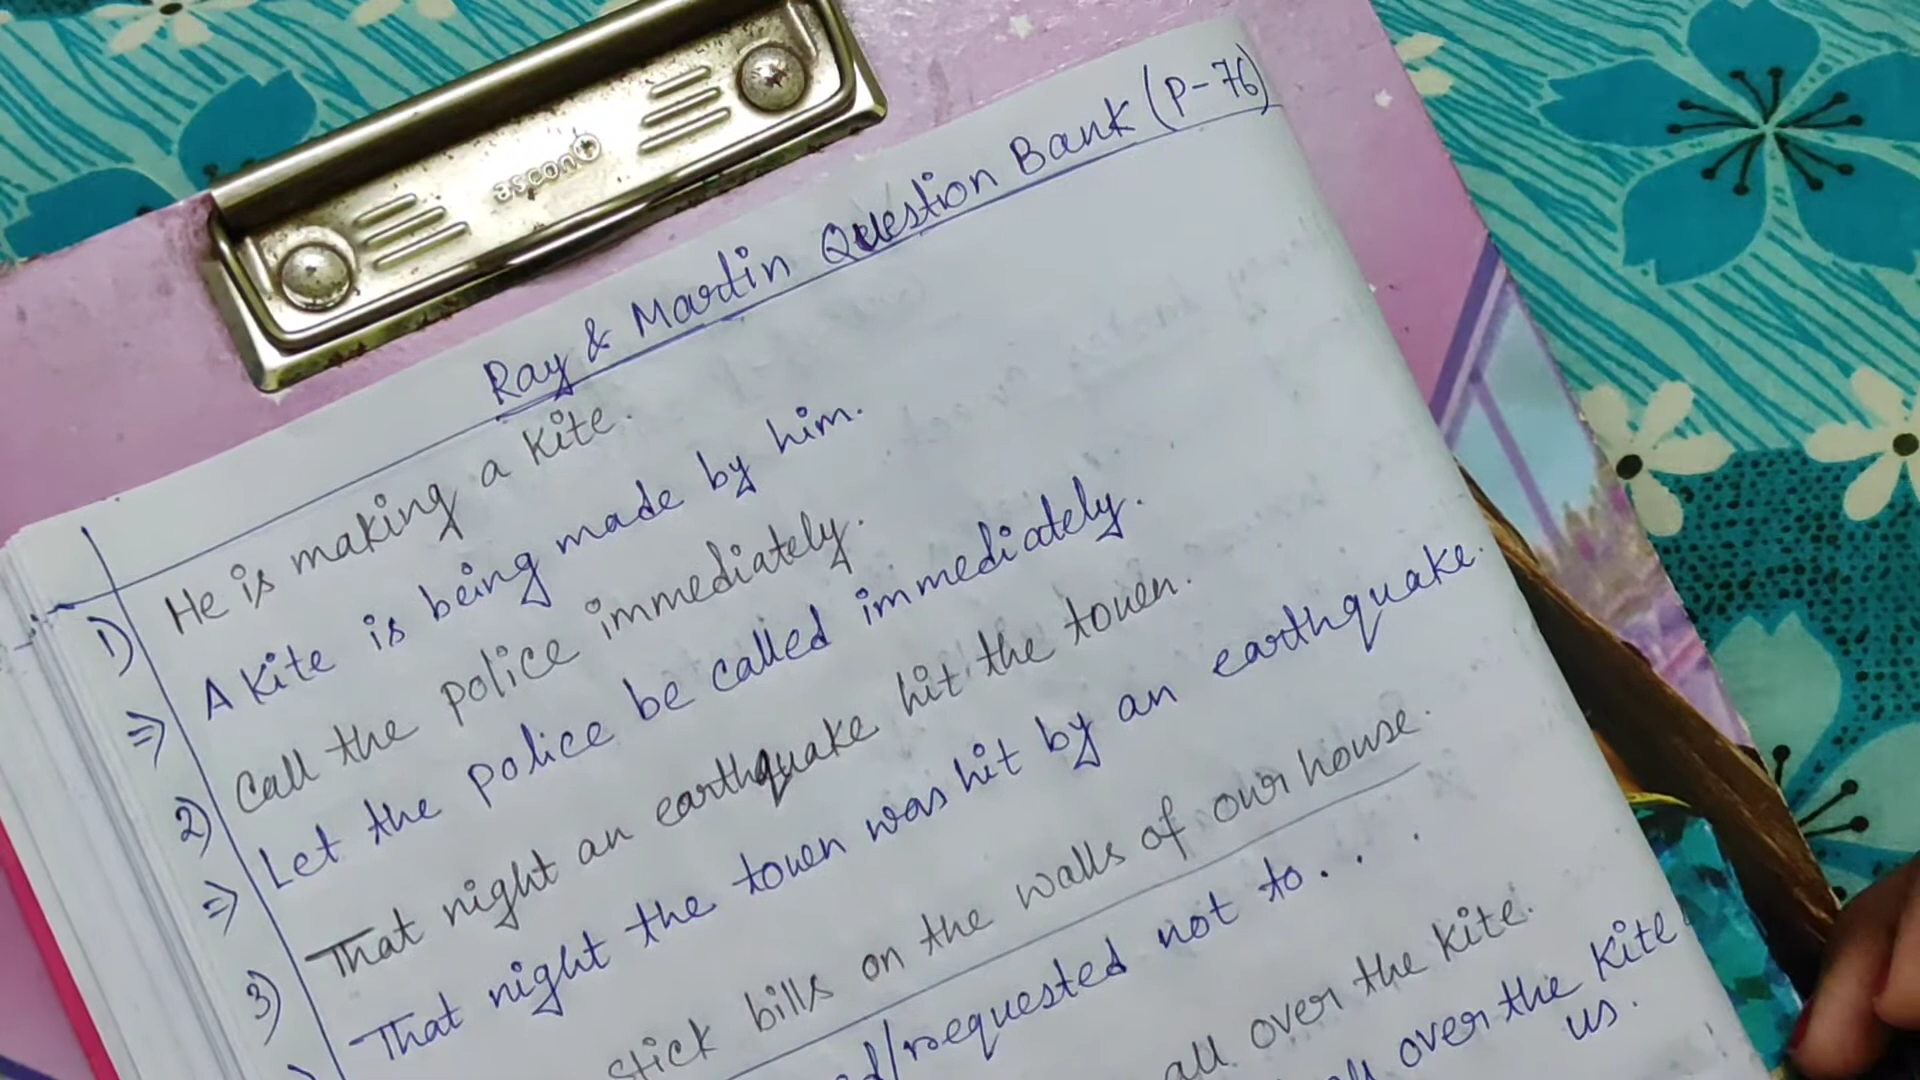 ascon
Ray & Martin Question Bank (P-76)
1) He is making a kite.
=> A kite is being made by him.
2) Call the police immediately.
=> Let the police be called immediately.
3) That night an earthquake hit the town.
That night the town was hit by an earthquake.
stick bills on the walls of our house.
/requested not to...
all over the kite.
over the kite
us.